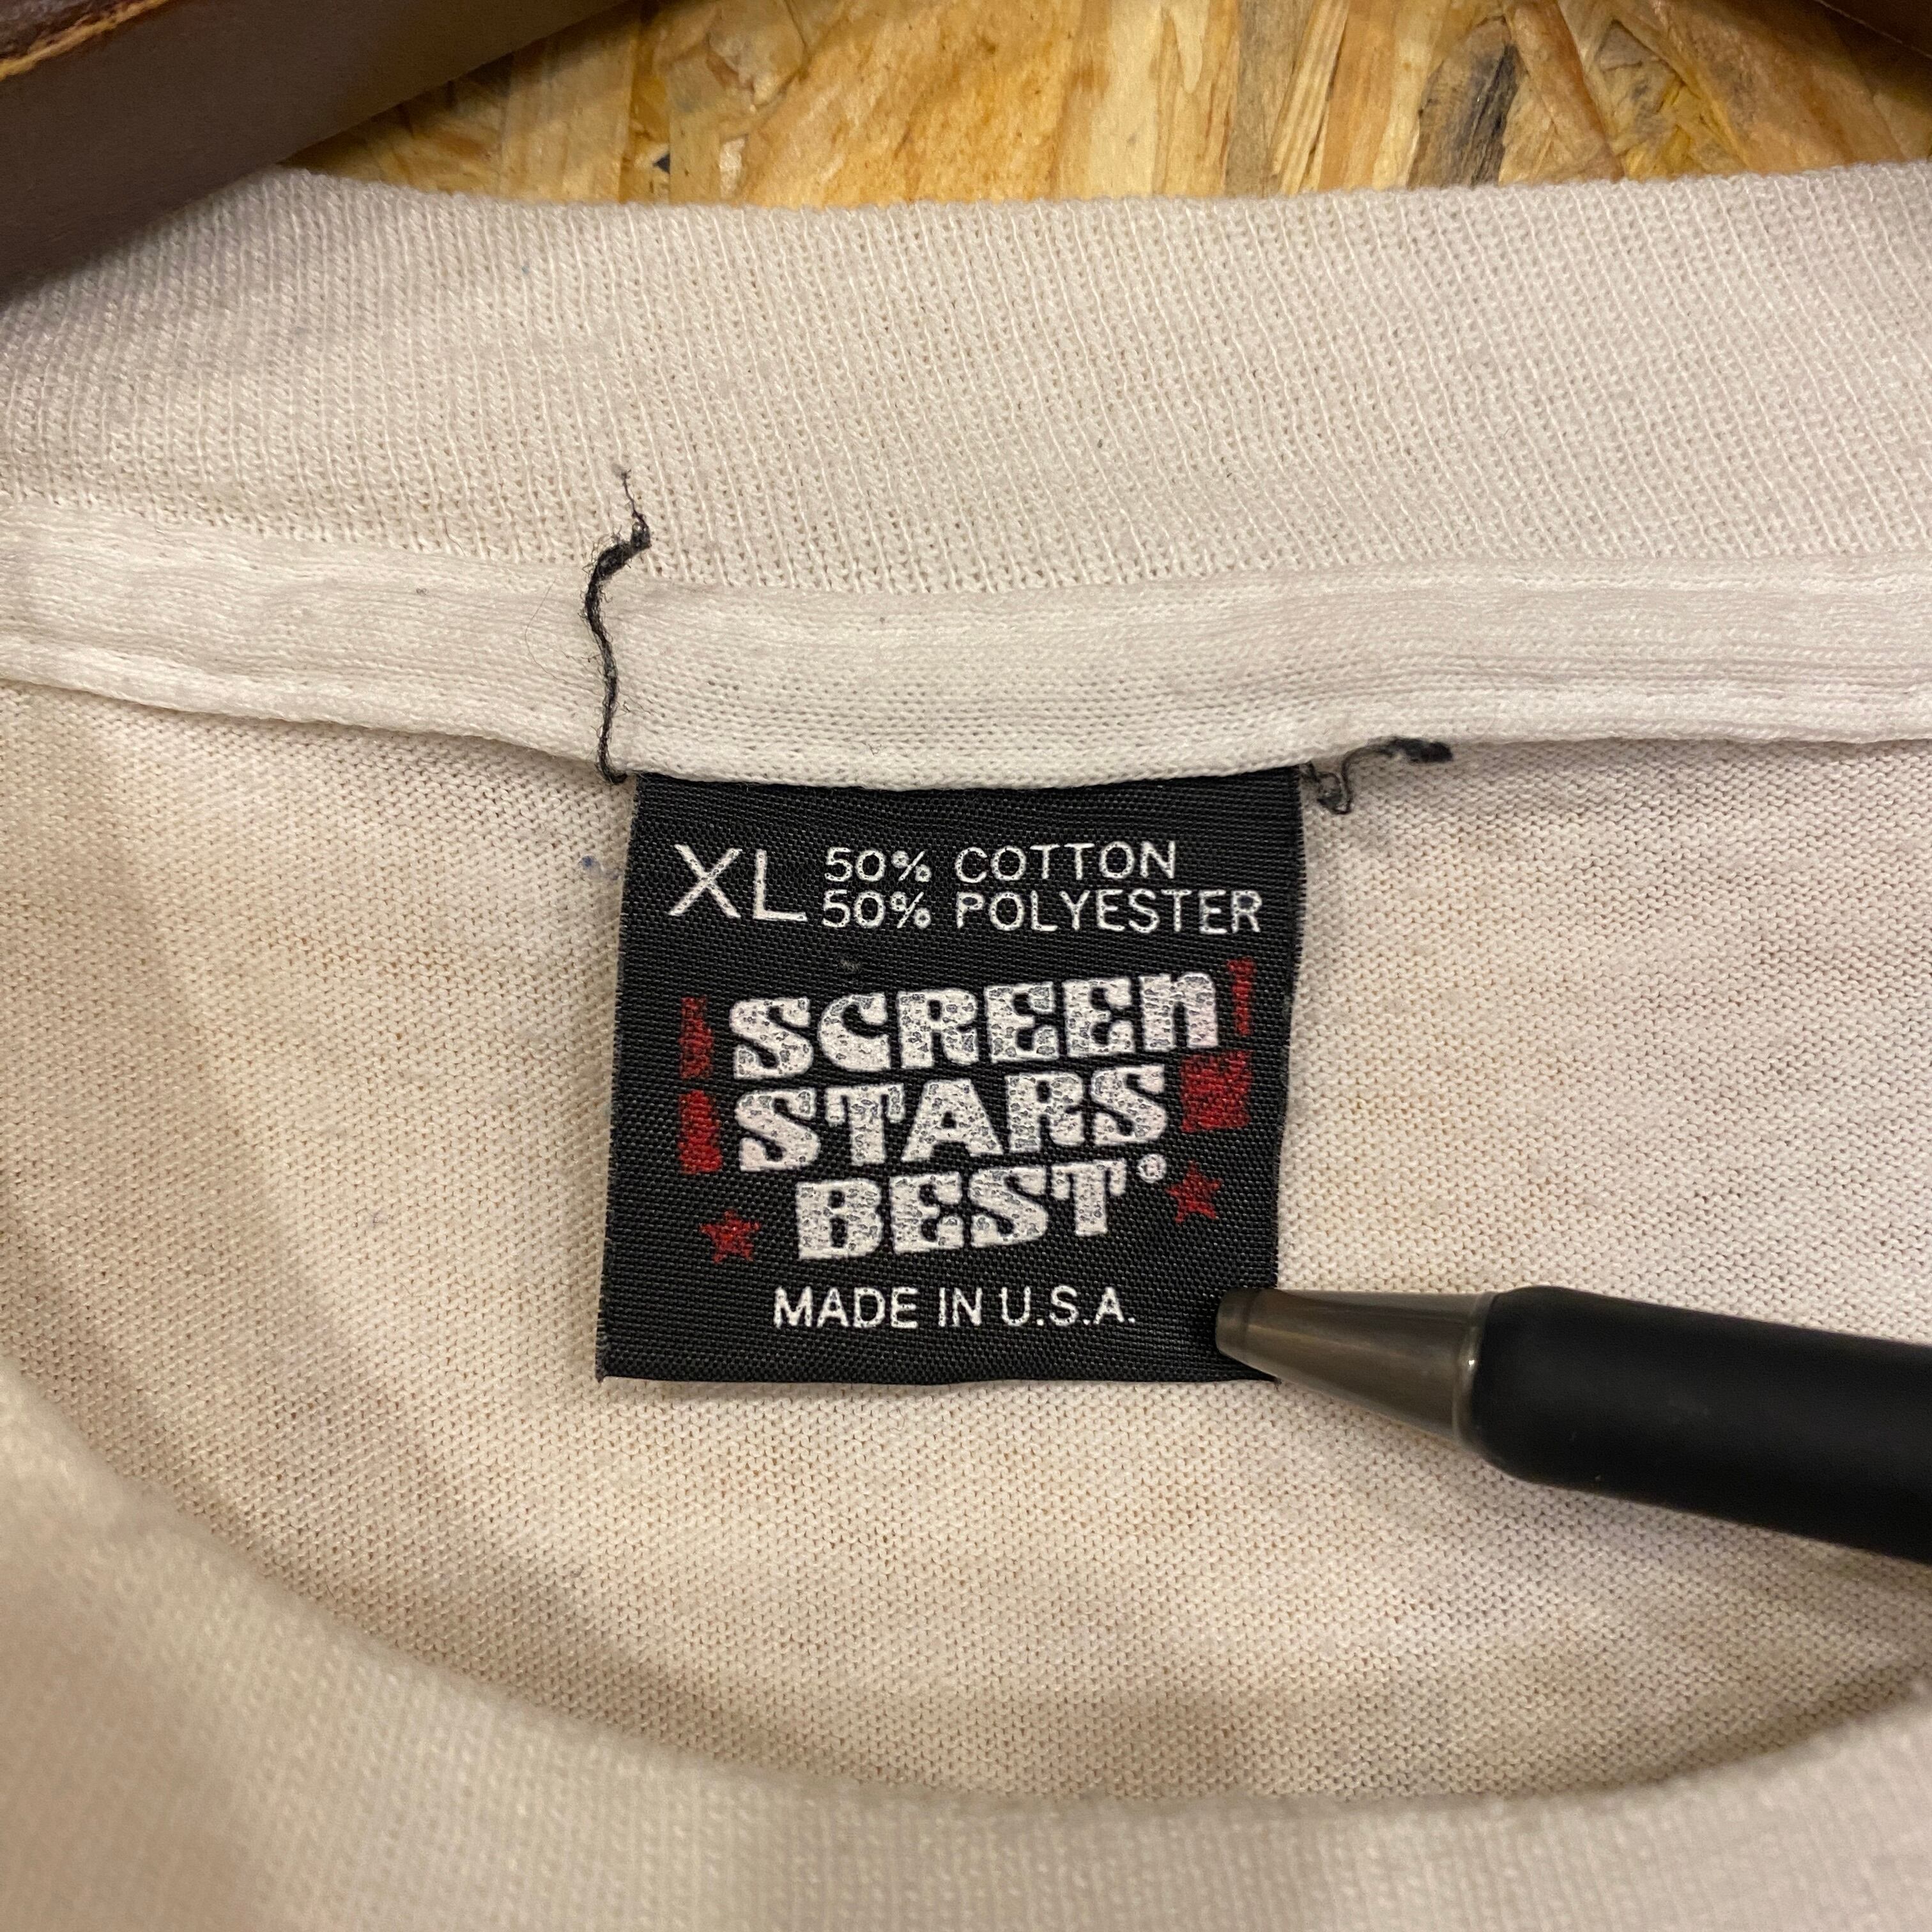 XL 50% COTTON
50% POLYESTER
SCREEn
STARS
BEST®
MADE IN U.S.A.